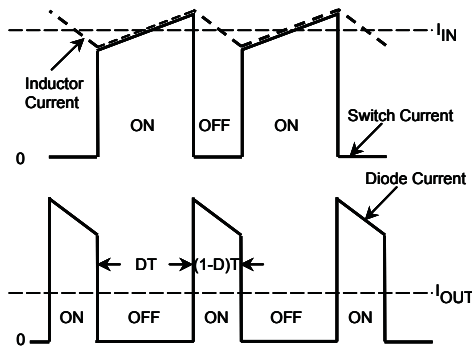 I_IN
Inductor
Current
ON OFF ON
Switch Current
0
Diode Current
DT (1-D)T
I_OUT
ON OFF ON OFF ON
0